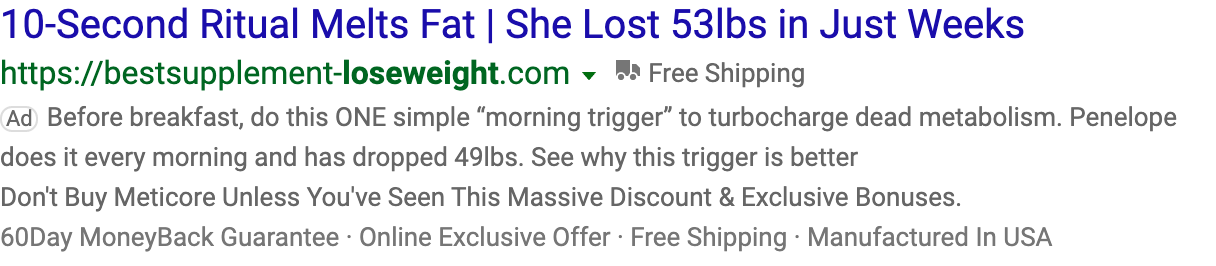 10-Second Ritual Melts Fat | She Lost 53lbs in Just Weeks
https://bestsupplement-loseweight.com Free Shipping
Ad Before breakfast, do this ONE simple “morning trigger” to turbocharge dead metabolism. Penelope
does it every morning and has dropped 49lbs. See why this trigger is better
Don't Buy Meticore Unless You've Seen This Massive Discount & Exclusive Bonuses.
60Day MoneyBack Guarantee · Online Exclusive Offer · Free Shipping · Manufactured In USA